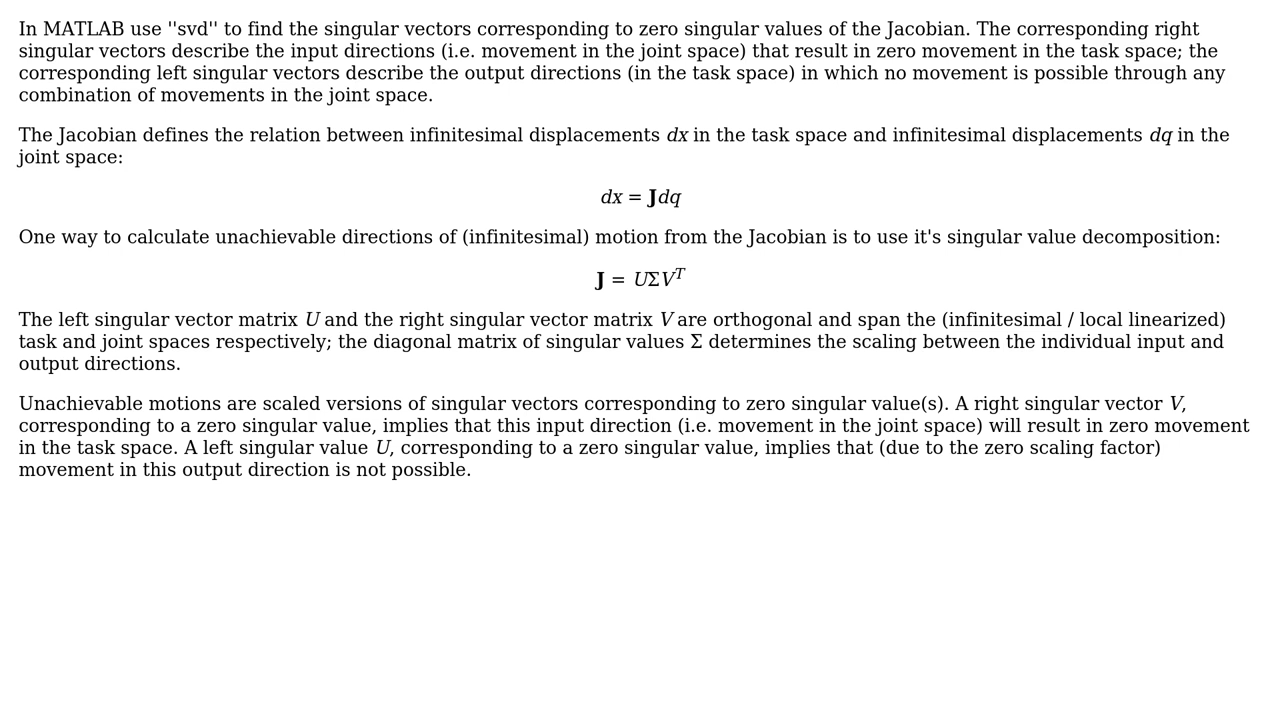 In MATLAB use ''svd'' to find the singular vectors corresponding to zero singular values of the Jacobian. The corresponding right
singular vectors describe the input directions (i.e. movement in the joint space) that result in zero movement in the task space; the
corresponding left singular vectors describe the output directions (in the task space) in which no movement is possible through any
combination of movements in the joint space.
The Jacobian defines the relation between infinitesimal displacements dx in the task space and infinitesimal displacements dq in the
joint space:
dx = Jdq
One way to calculate unachievable directions of (infinitesimal) motion from the Jacobian is to use it's singular value decomposition:
J = UΣV^T
The left singular vector matrix U and the right singular vector matrix V are orthogonal and span the (infinitesimal / local linearized)
task and joint spaces respectively; the diagonal matrix of singular values Σ determines the scaling between the individual input and
output directions.
Unachievable motions are scaled versions of singular vectors corresponding to zero singular value(s). A right singular vector V,
corresponding to a zero singular value, implies that this input direction (i.e. movement in the joint space) will result in zero movement
in the task space. A left singular value U, corresponding to a zero singular value, implies that (due to the zero scaling factor)
movement in this output direction is not possible.